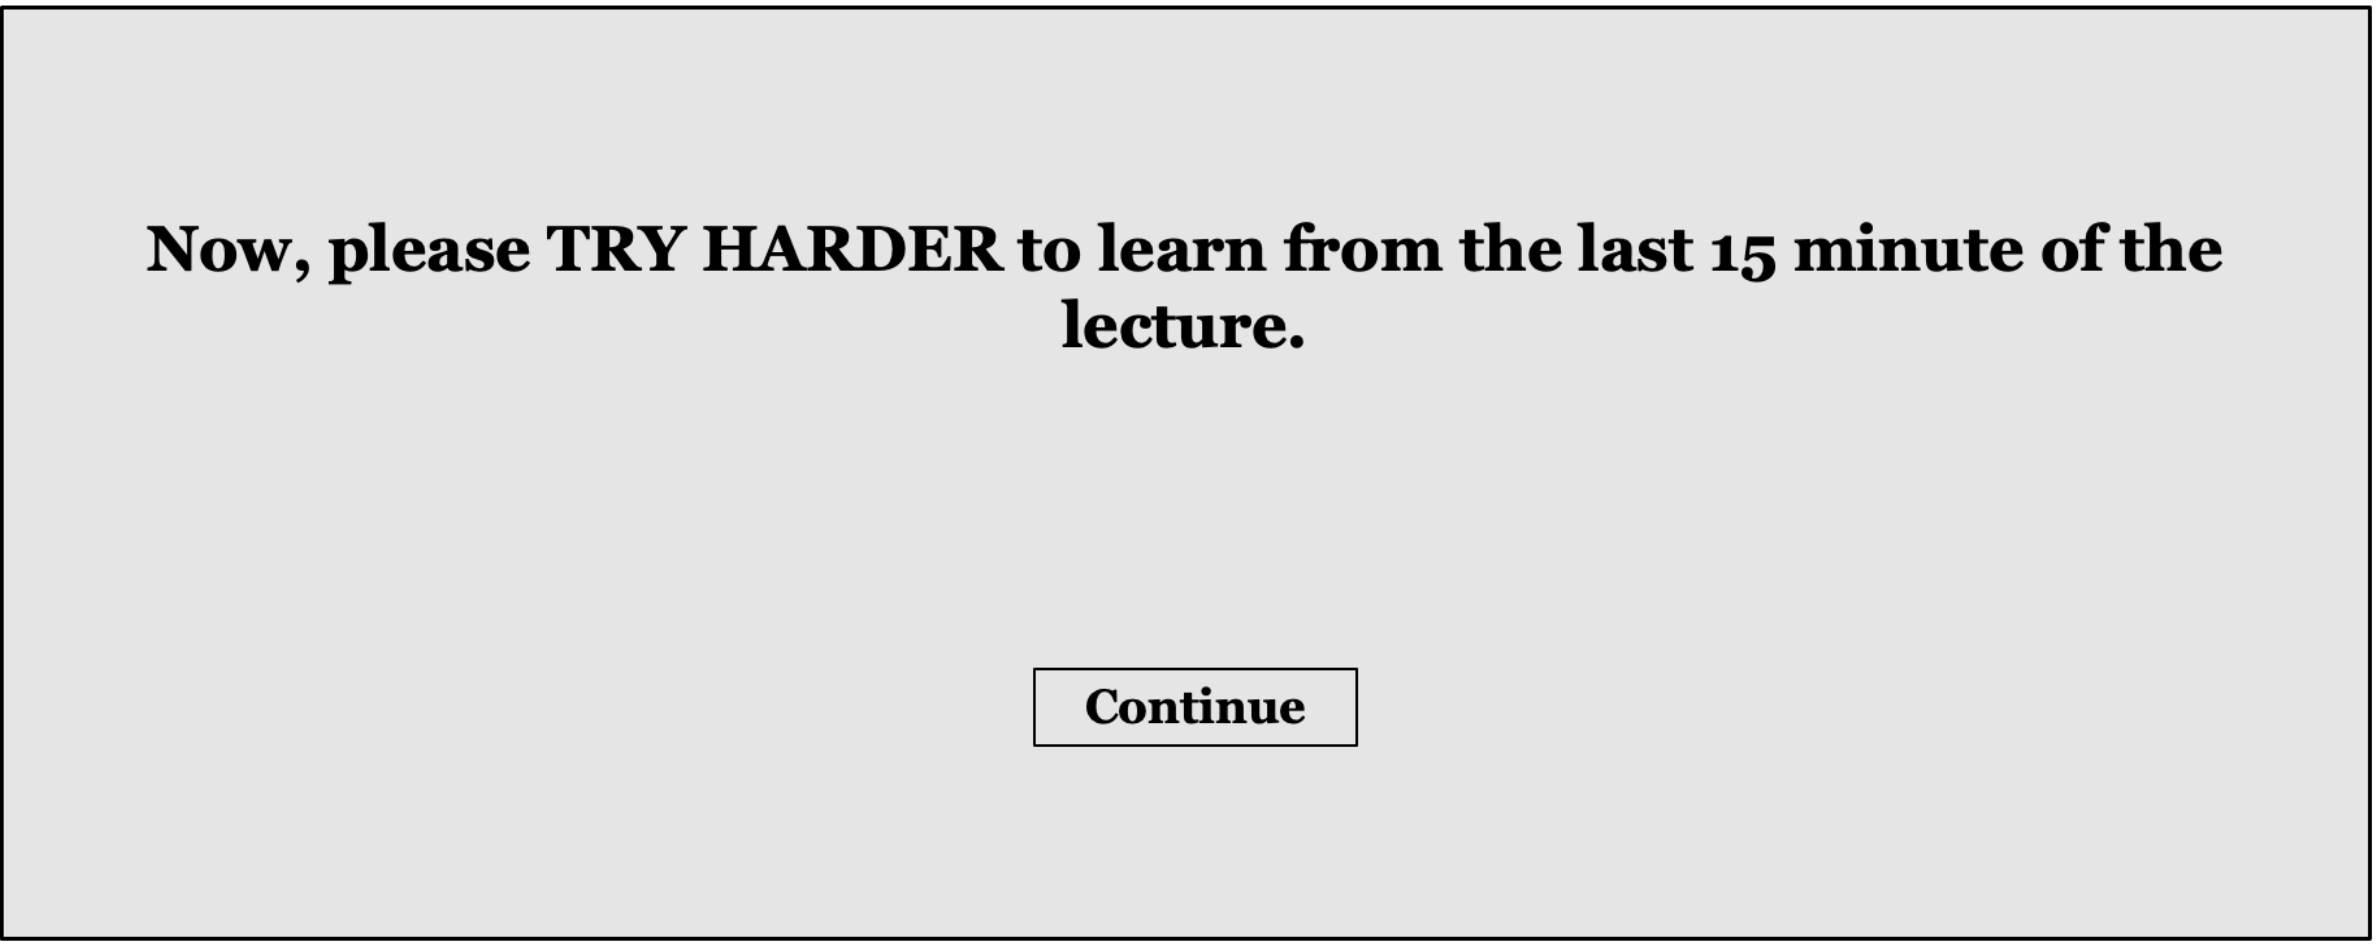 Now, please TRY HARDER to learn from the last 15 minute of the
lecture.
Continue